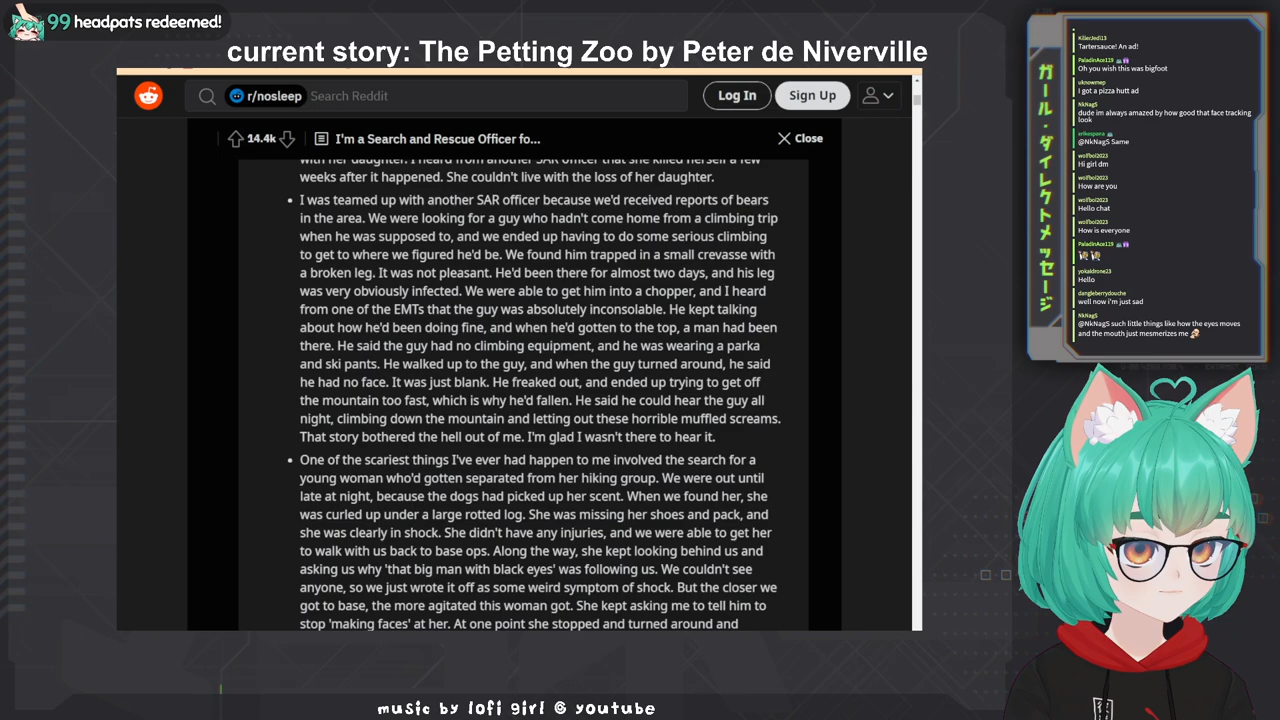 99 headpats redeemed!
current story: The Petting Zoo by Peter de Niverville
r/nosleep
Search Reddit
Log In
Sign Up
14.4k
I'm a Search and Rescue Officer fo...
Close
with her daughter. I heard from another SAR officer that she killed herself a few
weeks after it happened. She couldn't live with the loss of her daughter.
• I was teamed up with another SAR officer because we'd received reports of bears
in the area. We were looking for a guy who hadn't come home from a climbing trip
when he was supposed to, and we ended up having to do some serious climbing
to get to where we figured he'd be. We found him trapped in a small crevasse with
a broken leg. It was not pleasant. He'd been there for almost two days, and his leg
was very obviously infected. We were able to get him into a chopper, and I heard
from one of the EMTs that the guy was absolutely inconsolable. He kept talking
about how he'd been doing fine, and when he'd gotten to the top, a man had been
there. He said the guy had no climbing equipment, and he was wearing a parka
and ski pants. He walked up to the guy, and when the guy turned around, he said
he had no face. It was just blank. He freaked out, and ended up trying to get off
the mountain too fast, which is why he'd fallen. He said he could hear the guy all
night, climbing down the mountain and letting out these horrible muffled screams.
That story bothered the hell out of me. I'm glad I wasn't there to hear it.
• One of the scariest things I've ever had happen to me involved the search for a
young woman who'd gotten separated from her hiking group. We were out until
late at night, because the dogs had picked up her scent. When we found her, she
was curled up under a large rotted log. She was missing her shoes and pack, and
she was clearly in shock. She didn't have any injuries, and we were able to get her
to walk with us back to base ops. Along the way, she kept looking behind us and
asking us why 'that big man with black eyes' was following us. We couldn't see
anyone, so we just wrote it off as some weird symptom of shock. But the closer we
got to base, the more agitated this woman got. She kept asking me to tell him to
stop 'making faces' at her. At one point she stopped and turned around and
ガール・ダイレクトメッセージ
KillerJedi13
Tartersauce! An ad!
PaladinAce119
Oh you wish this was bigfoot
uknowmep
I got a pizza hutt ad
NkNagS
dude im always amazed by how good that face tracking
look
erikespana
@NkNagS Same
wolfboi2023
Hi girl dm
wolfboi2023
How are you
wolfboi2023
Hello chat
wolfboi2023
How is everyone
PaladinAce119
yokaidrone23
Hello
dangleberrydouche
well now i'm just sad
NkNagS
@NkNagS such little things like how the eyes moves
and the mouth just mesmerizes me
music by lofi girl @ youtube